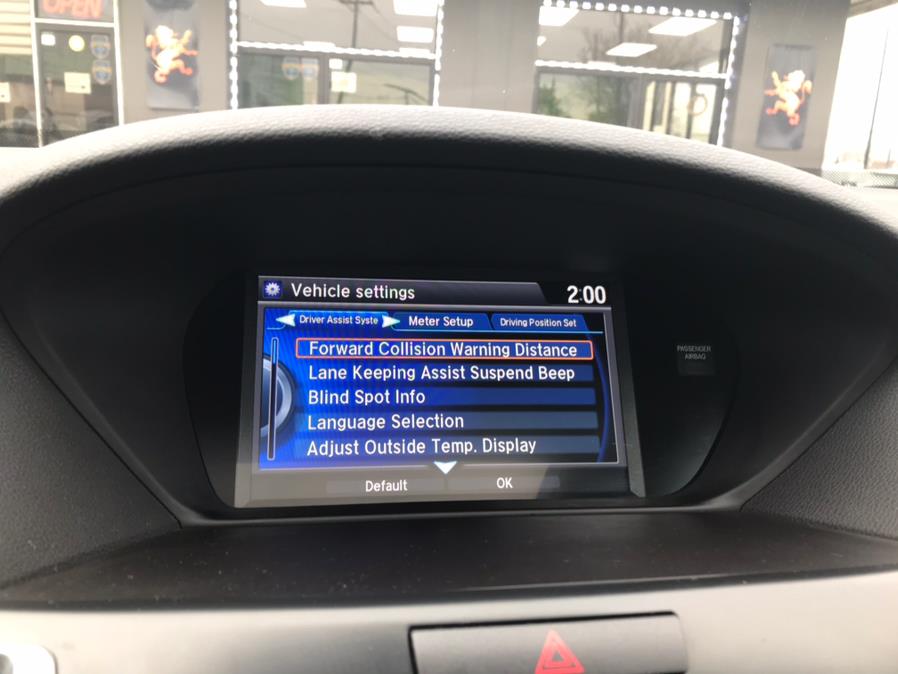 OPEN
Vehicle settings 2:00
Driver Assist Syste Meter Setup Driving Position Set
Forward Collision Warning Distance
Lane Keeping Assist Suspend Beep
Blind Spot Info
Language Selection
Adjust Outside Temp. Display
Default OK
PASSENGER
AIRBAG